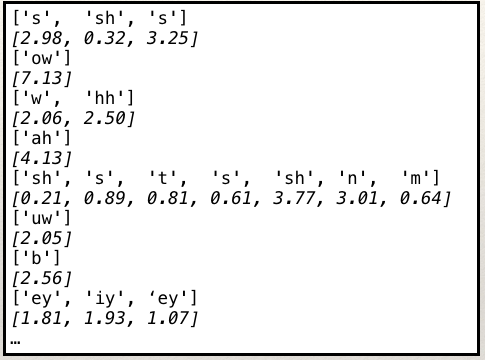 ['s',  'sh', 's']
[2.98, 0.32, 3.25]
['ow']
[7.13]
['w',  'hh']
[2.06, 2.50]
['ah']
[4.13]
['sh', 's',  't',  's',  'sh', 'n',  'm']
[0.21, 0.89, 0.81, 0.61, 3.77, 3.01, 0.64]
['uw']
[2.05]
['b']
[2.56]
['ey', 'iy', ‘ey']
[1.81, 1.93, 1.07]
…